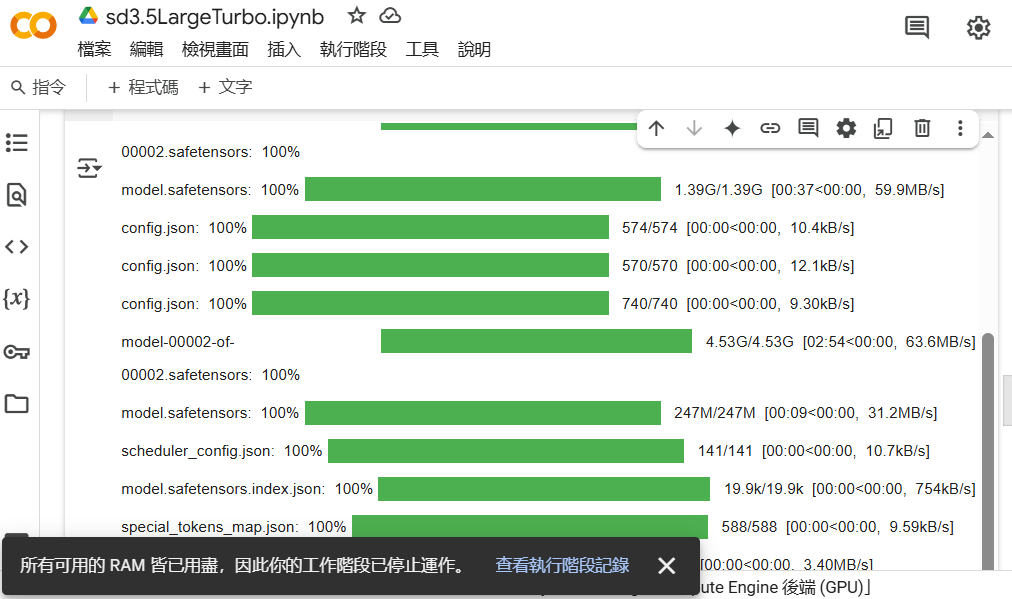 sd3.5LargeTurbo.ipynb
檔案 編輯 檢視畫面 插入 執行階段 工具 說明
指令 + 程式碼 + 文字
00002.safetensors: 100%
model.safetensors: 100% 1.39G/1.39G [00:37<00:00, 59.9MB/s]
config.json: 100% 574/574 [00:00<00:00, 10.4kB/s]
config.json: 100% 570/570 [00:00<00:00, 12.1kB/s]
config.json: 100% 740/740 [00:00<00:00, 9.30kB/s]
model-00002-of- 4.53G/4.53G [02:54<00:00, 63.6MB/s]
00002.safetensors: 100%
model.safetensors: 100% 247M/247M [00:09<00:00, 31.2MB/s]
scheduler_config.json: 100% 141/141 [00:00<00:00, 10.7kB/s]
model.safetensors.index.json: 100% 19.9k/19.9k [00:00<00:00, 754kB/s]
special_tokens_map.json: 100% 588/588 [00:00<00:00, 9.59kB/s]
[00:00<00:00, 3.40MB/s]
所有可用的 RAM 皆已用盡，因此你的工作階段已停止運作。 查看執行階段記錄
Engine 後端 (GPU)」